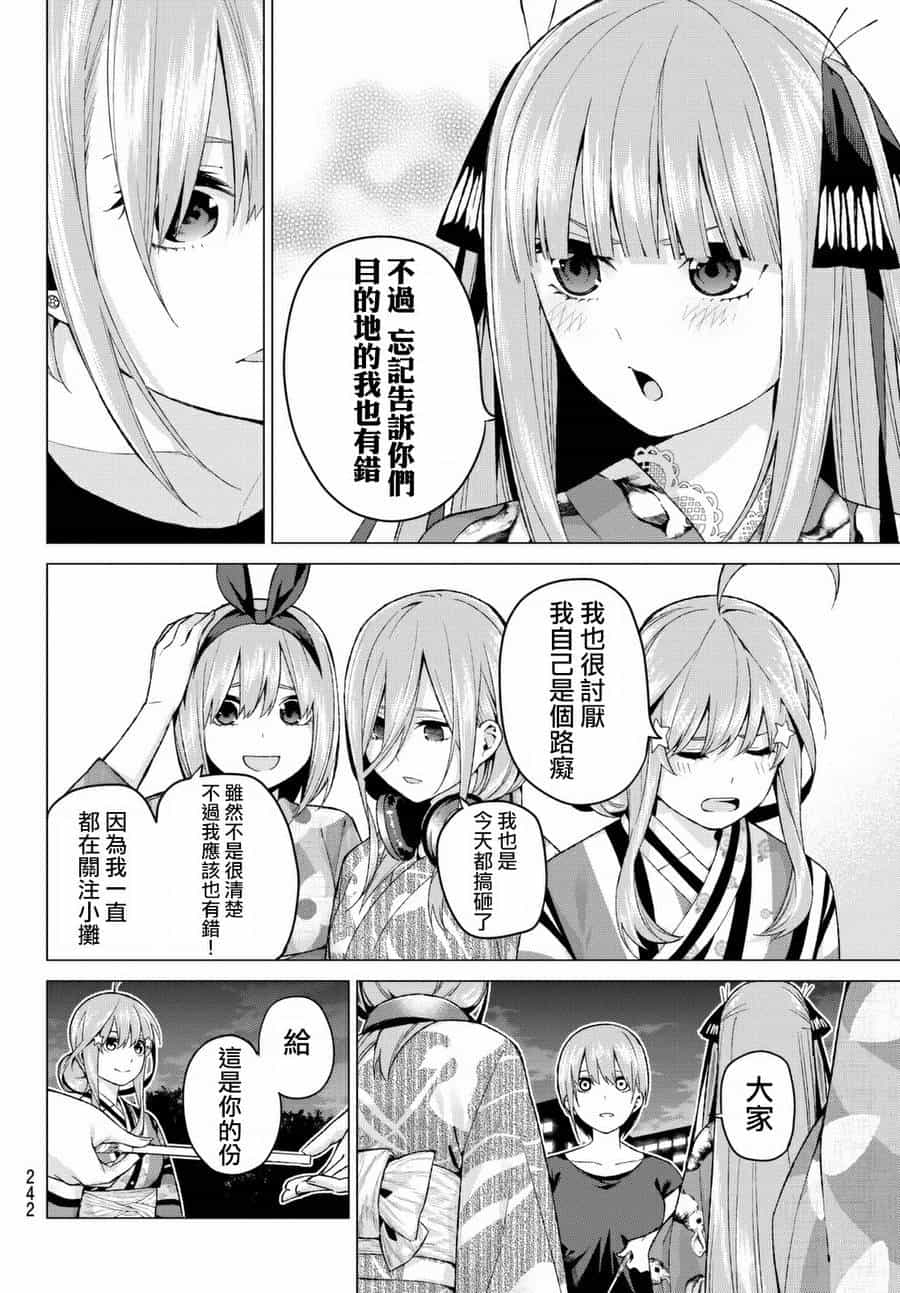 不過 忘記告訴你們
目的地的我也有錯
我也很討厭
我自己是個路癡
我也是
今天都搞砸了
雖然不是很清楚
不過我應該也有錯！
因為我一直
都在關注小攤
大家
給
這是你的份
242